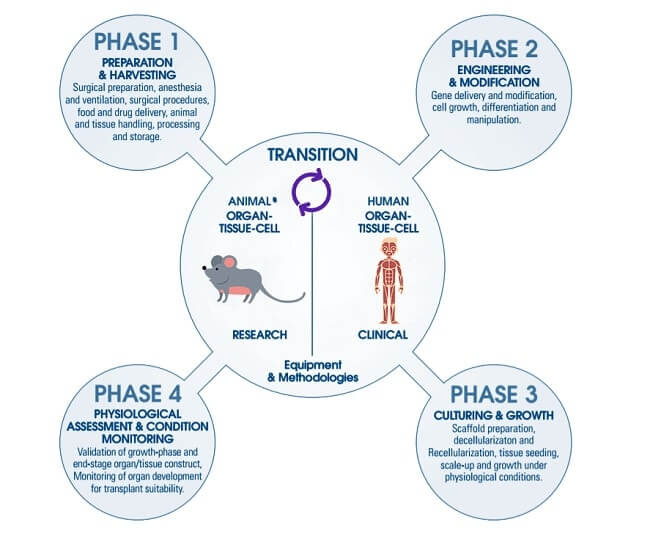 PHASE 1
PREPARATION
& HARVESTING
Surgical preparation, anesthesia
and ventilation, surgical procedures,
food and drug delivery, animal
and tissue handling, processing
and storage.
PHASE 2
ENGINEERING
& MODIFICATION
Gene delivery and modification,
cell growth, differentiation and
manipulation.
TRANSITION
ANIMAL*
ORGAN-
TISSUE-CELL
HUMAN
ORGAN-
TISSUE-CELL
RESEARCH
CLINICAL
Equipment
& Methodologies
PHASE 4
PHYSIOLOGICAL
ASSESSMENT & CONDITION
MONITORING
Validation of growth-phase and
end-stage organ/tissue construct,
Monitoring of organ development
for transplant suitability.
PHASE 3
CULTURING & GROWTH
Scaffold preparation,
decellularizaton and
Recellularization, tissue seeding,
scale-up and growth under
physiological conditions.